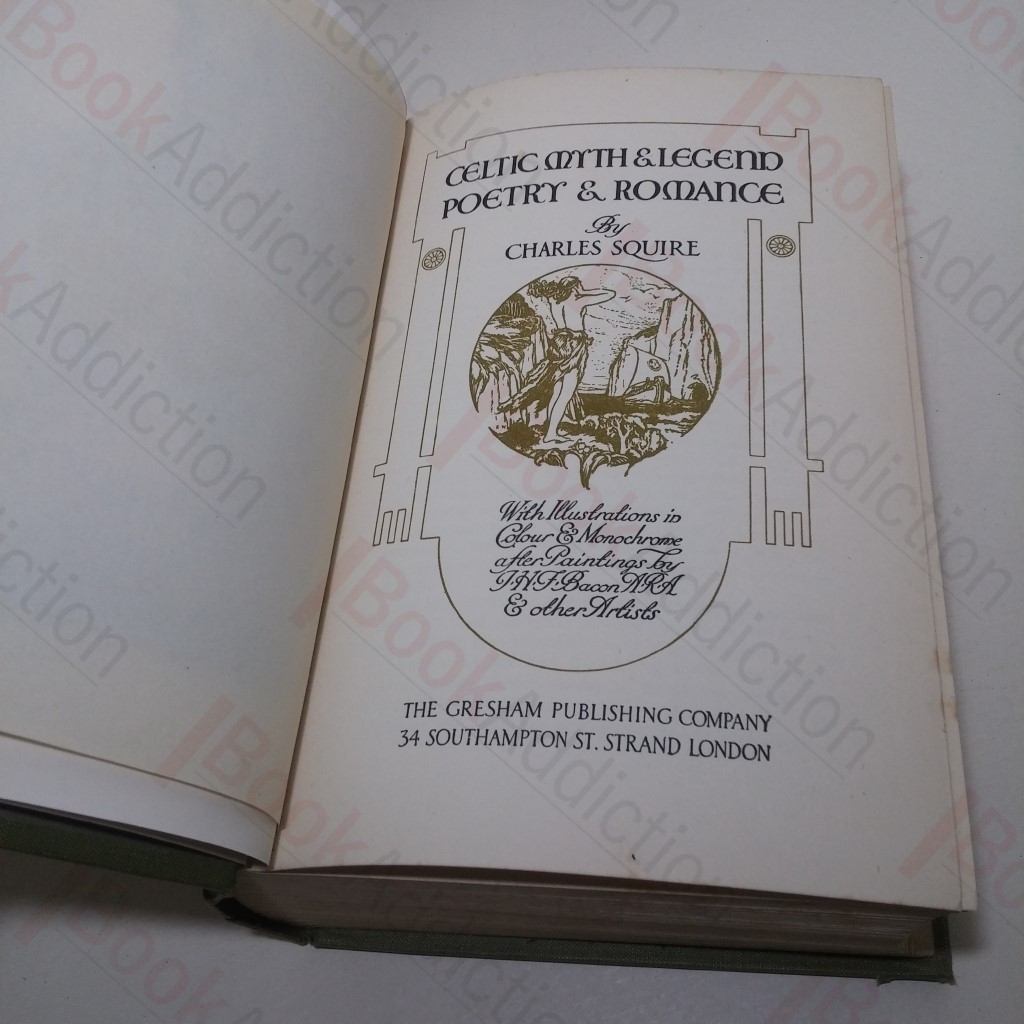 CELTIC MYTH & LEGEND
POETRY & ROMANCE
By
CHARLES SQUIRE
With Illustrations in
Colour & Monochrome
after Paintings by
J.H.F. Bacon A.R.A
& other Artists
THE GRESHAM PUBLISHING COMPANY
34 SOUTHAMPTON ST. STRAND LONDON
BookAddiction